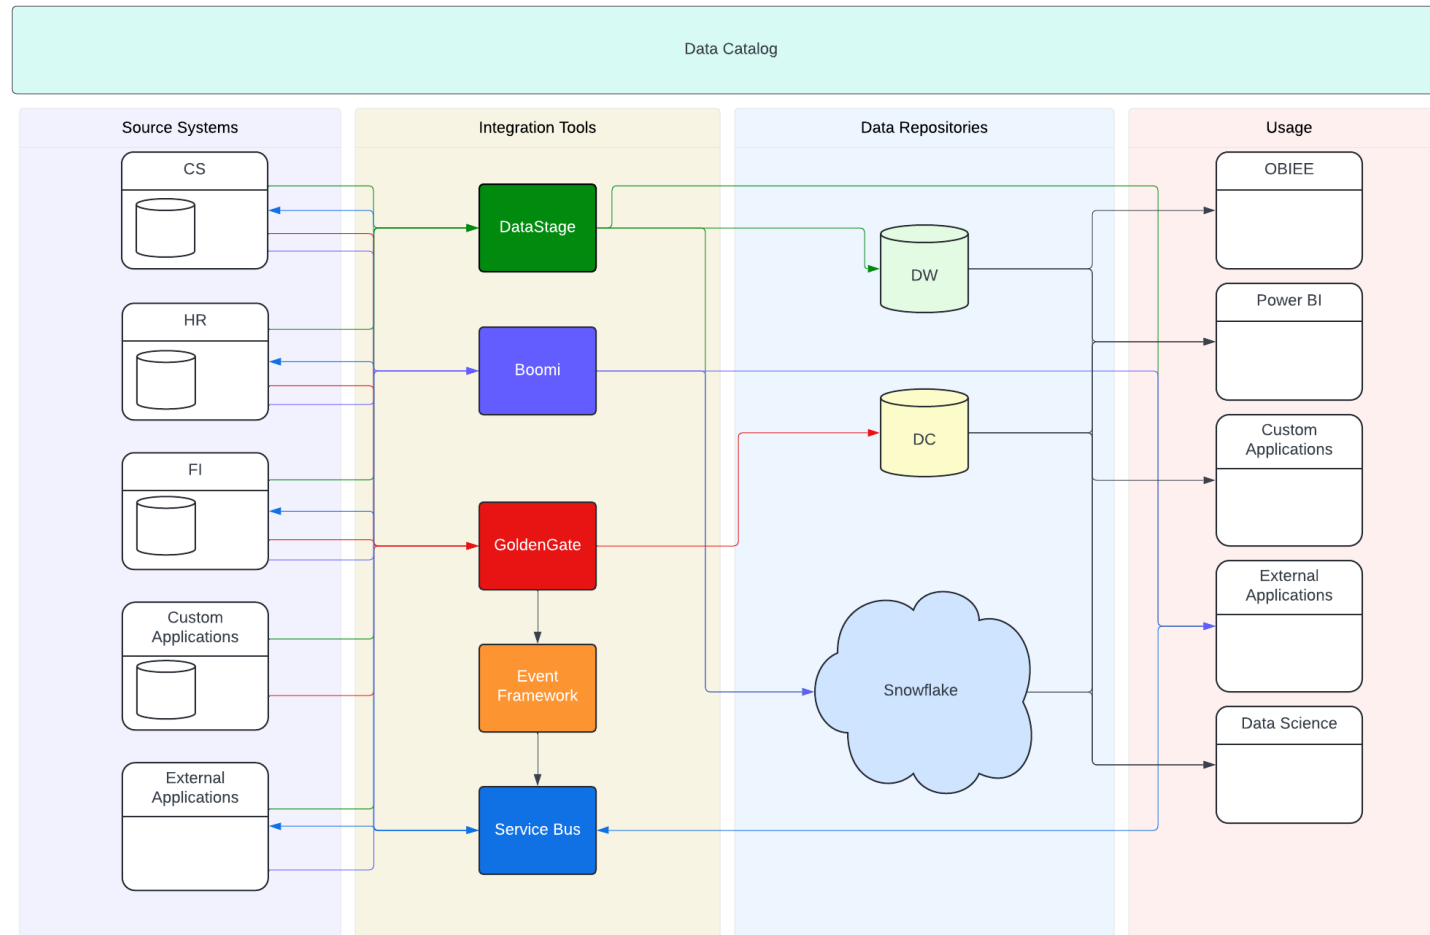 Data Catalog
Source Systems
CS
HR
FI
Custom
Applications
External
Applications
Integration Tools
DataStage
Boomi
GoldenGate
Event
Framework
Service Bus
Data Repositories
DW
DC
Snowflake
Usage
OBIEE
Power BI
Custom
Applications
External
Applications
Data Science